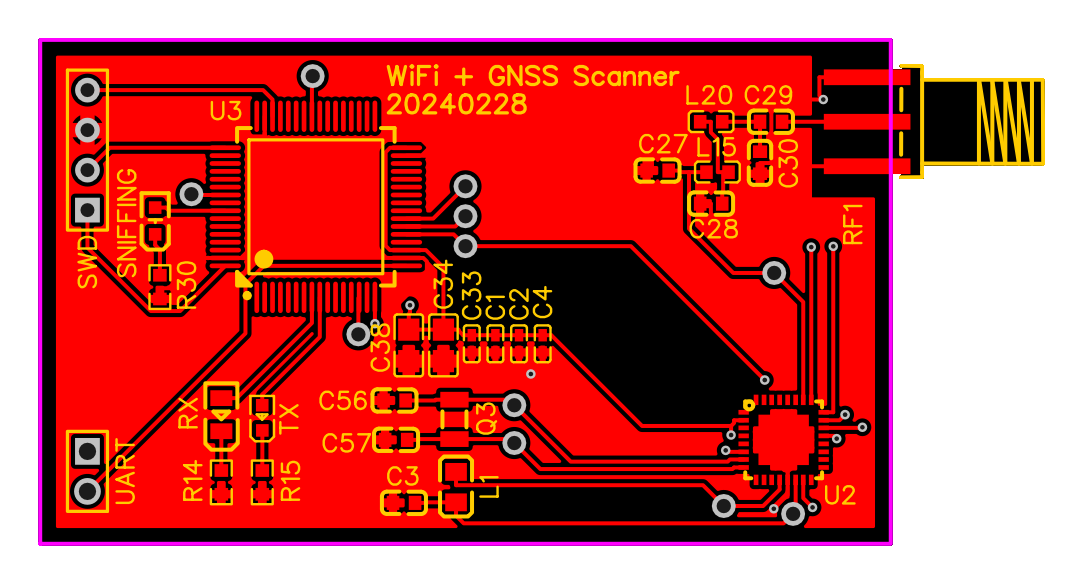 WiFi + GNSS Scanner
20240228
U3
L20
C29
C27
L15
C30
C28
RF1
SNIFFING
SWD
R30
C34
C33
C1
C2
C4
C38
RX
TX
C56
C57
Q3
UART
R14
R15
C3
L1
U2